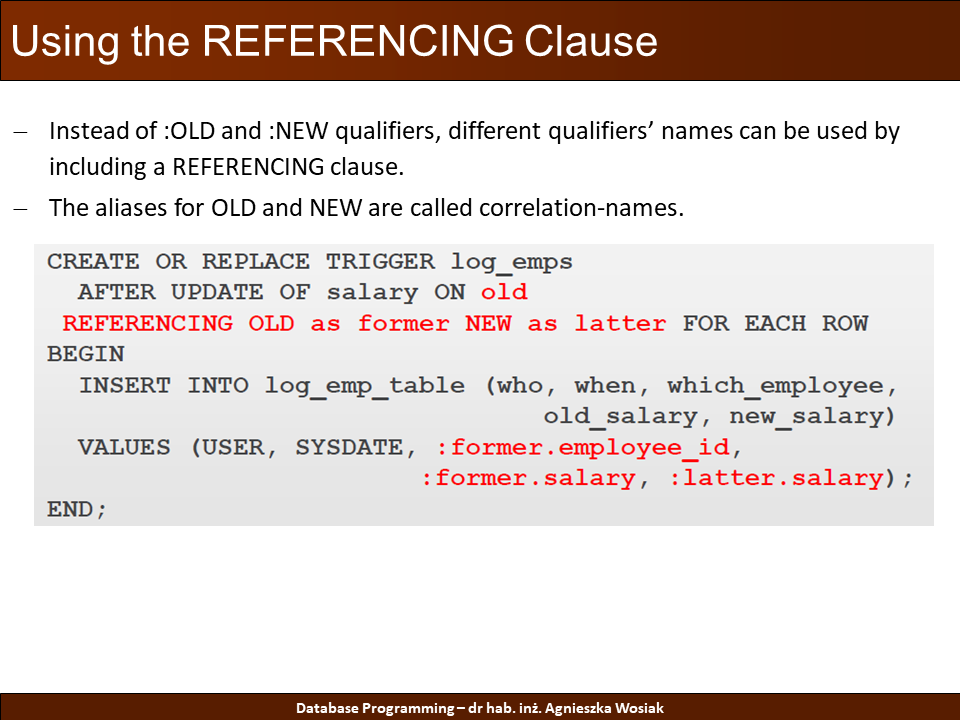 Using the REFERENCING Clause
– Instead of :OLD and :NEW qualifiers, different qualifiers’ names can be used by
including a REFERENCING clause.
– The aliases for OLD and NEW are called correlation-names.
CREATE OR REPLACE TRIGGER log_emps
AFTER UPDATE OF salary ON old
REFERENCING OLD as former NEW as latter FOR EACH ROW
BEGIN
INSERT INTO log_emp_table (who, when, which_employee,
old_salary, new_salary)
VALUES (USER, SYSDATE, :former.employee_id,
:former.salary, :latter.salary);
END;
Database Programming – dr hab. inż. Agnieszka Wosiak